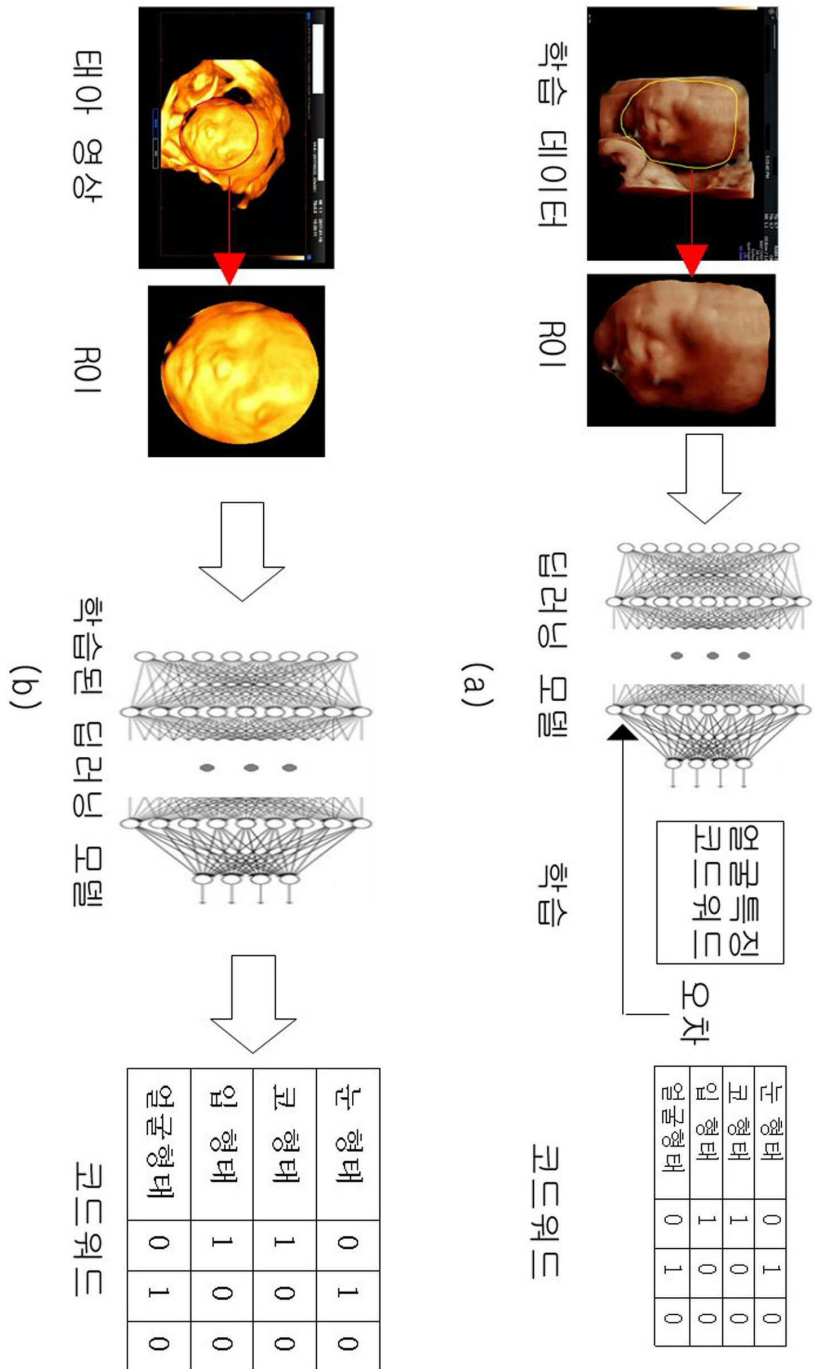 학습 데이터
ROI
딥러닝 모델
학습
얼굴특징
코드워드
오차
눈 형태 0 1 0
코 형태 1 0 0
입 형태 1 0 0
얼굴형태 0 1 0
코드워드
(a)
태아 영상
ROI
학습된 딥러닝 모델
눈 형태 0 1 0
코 형태 1 0 0
입 형태 1 0 0
얼굴형태 0 1 0
코드워드
(b)